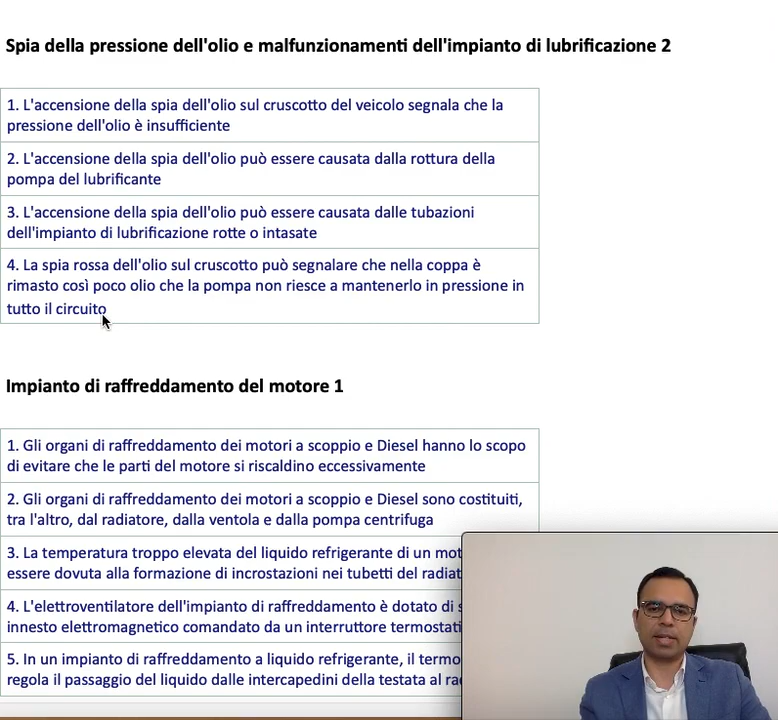 Spia della pressione dell'olio e malfunzionamenti dell'impianto di lubrificazione 2
1. L'accensione della spia dell'olio sul cruscotto del veicolo segnala che la
pressione dell'olio è insufficiente
2. L'accensione della spia dell'olio può essere causata dalla rottura della
pompa del lubrificante
3. L'accensione della spia dell'olio può essere causata dalle tubazioni
dell'impianto di lubrificazione rotte o intasate
4. La spia rossa dell'olio sul cruscotto può segnalare che nella coppa è
rimasto così poco olio che la pompa non riesce a mantenerlo in pressione in
tutto il circuito
Impianto di raffreddamento del motore 1
1. Gli organi di raffreddamento dei motori a scoppio e Diesel hanno lo scopo
di evitare che le parti del motore si riscaldino eccessivamente
2. Gli organi di raffreddamento dei motori a scoppio e Diesel sono costituiti,
tra l'altro, dal radiatore, dalla ventola e dalla pompa centrifuga
3. La temperatura troppo elevata del liquido refrigerante di un
essere dovuta alla formazione di incrostazioni nei tubetti del
4. L'elettroventilatore dell'impianto di raffreddamento è dotato di
innesto elettromagnetico comandato da un interruttore
5. In un impianto di raffreddamento a liquido refrigerante, il
regola il passaggio del liquido dalle intercapedini della testata al